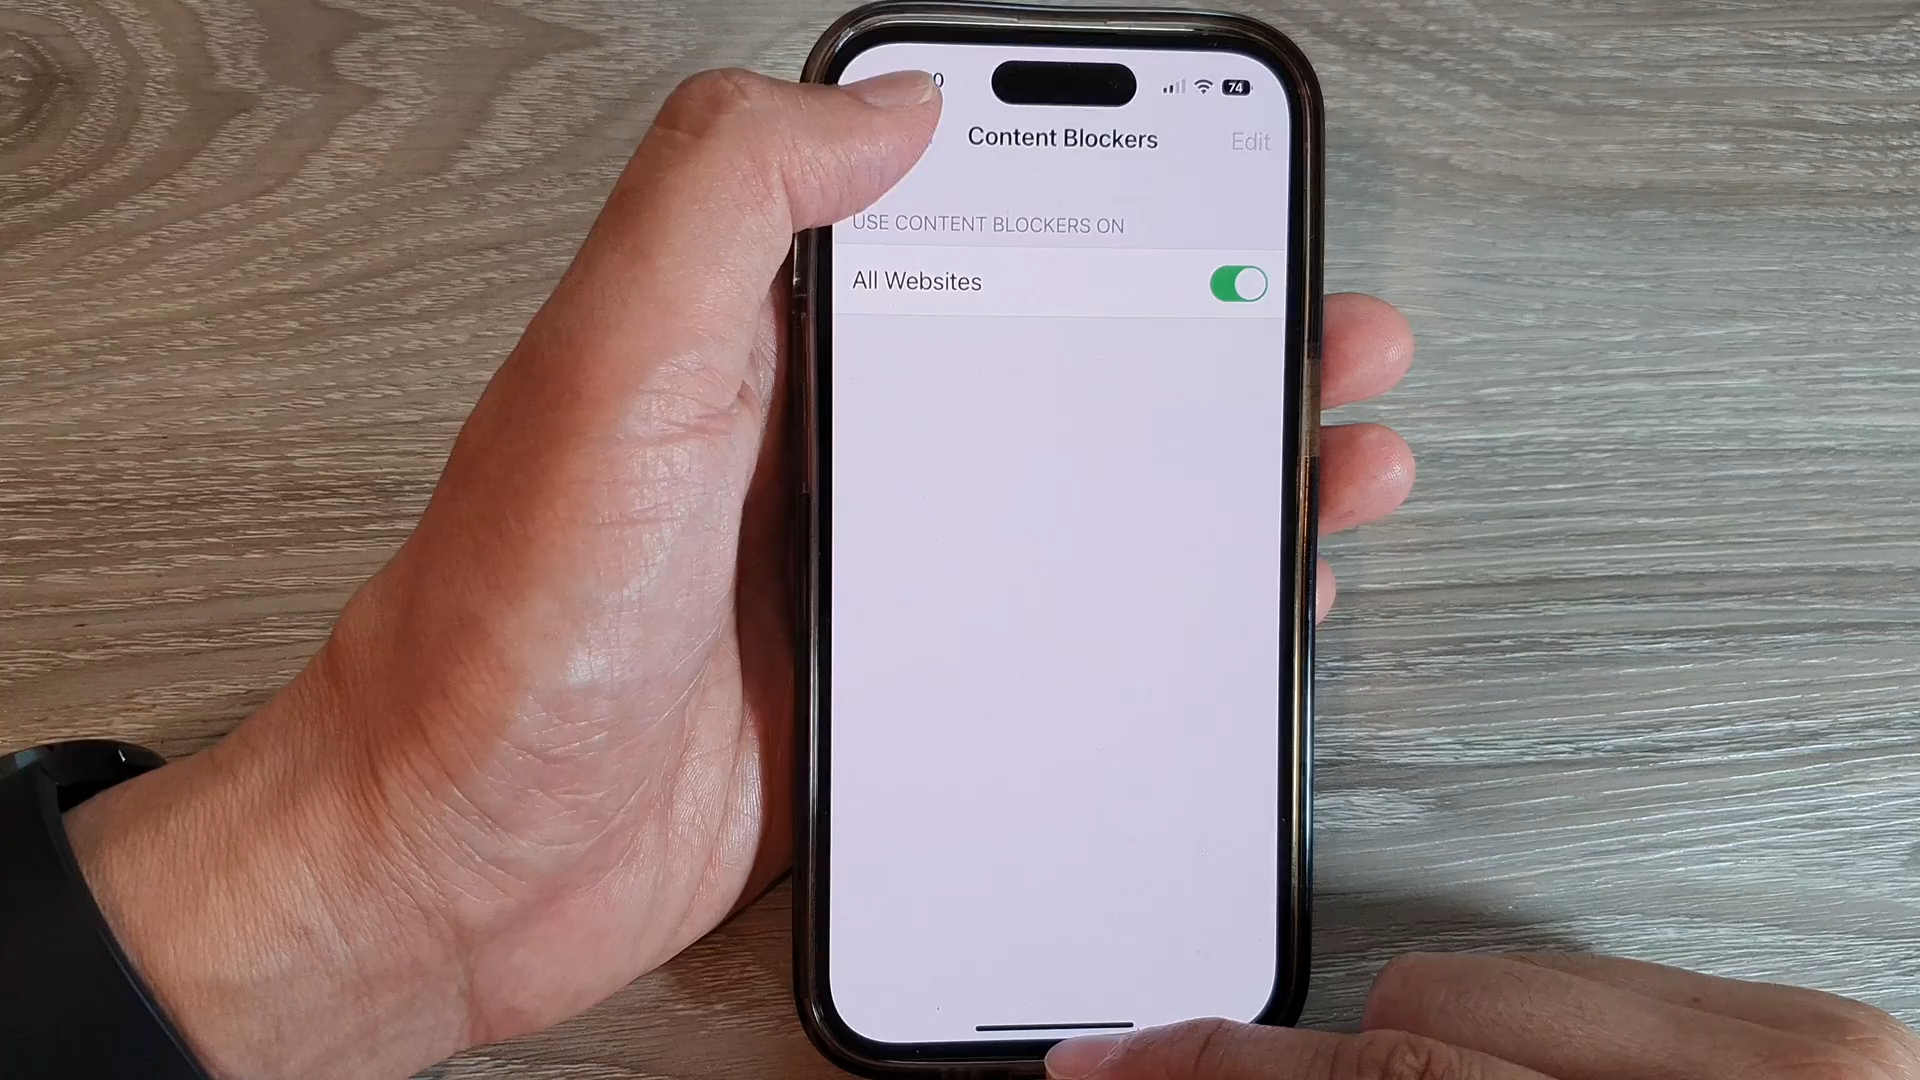 74
Content Blockers
Edit
USE CONTENT BLOCKERS ON
All Websites